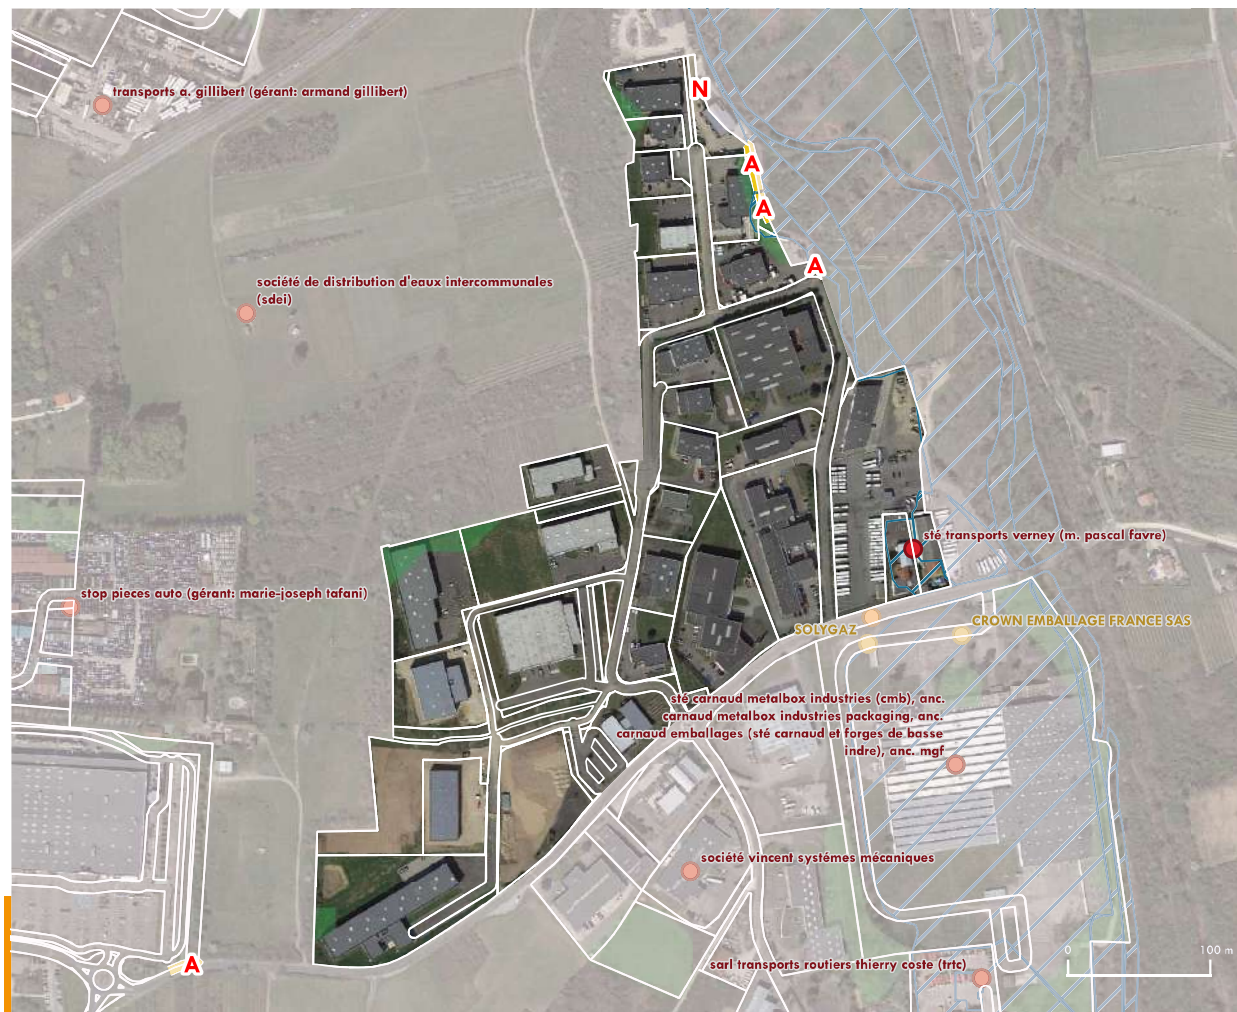 N
transports a. gillibert (gérant: armand gillibert)
A
A
A
société de distribution d'eaux intercommunales
(sdei)
sté transports verney (m. pascal favre)
stop pieces auto (gérant: marie-joseph tafani)
SOLYGAZ
CROWN EMBALLAGE FRANCE SAS
sté carnaud metalbox industries (cmb), anc.
carnaud metalbox industries packaging, anc.
carnaud emballages (sté carnaud et forges de basse
indre), anc. mgf
société vincent systémes mécaniques
sarl transports routiers thierry coste (trtc)
A
0 100 m